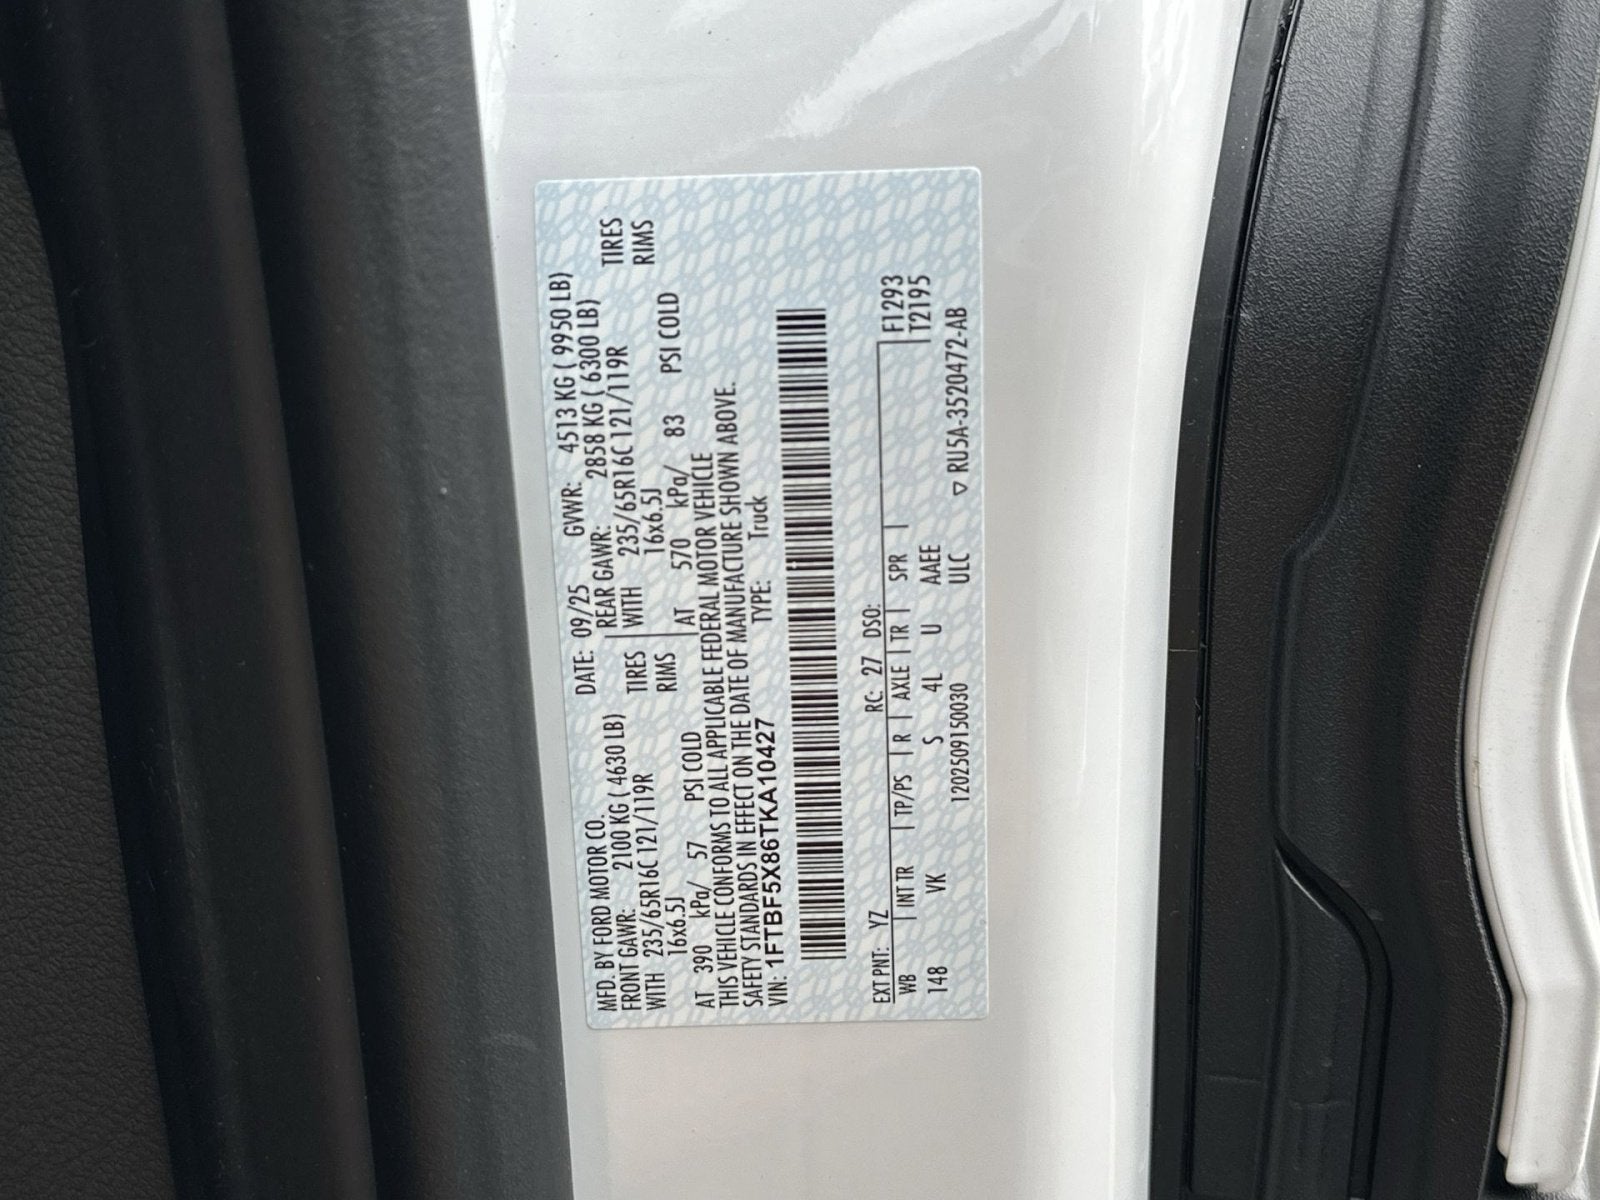 MFD. BY FORD MOTOR CO. DATE: 09/25 GVWR: 4513 KG ( 9950 LB)
FRONT GAWR: 2100 KG ( 4630 LB) REAR GAWR: 2858 KG ( 6300 LB)
WITH 235/65R16C 121/119R TIRES WITH 235/65R16C 121/119R TIRES
16x6.5J RIMS 16x6.5J RIMS
AT 390 kPa/ 57 PSI COLD AT 570 kPa/ 83 PSI COLD
THIS VEHICLE CONFORMS TO ALL APPLICABLE FEDERAL MOTOR VEHICLE
SAFETY STANDARDS IN EFFECT ON THE DATE OF MANUFACTURE SHOWN ABOVE.
VIN: 1FTBF5X86TKA10427 TYPE: Truck
EXT PNT: YZ RC: 27 DSO: F1293
WB INT TR TP/PS R AXLE TR SPR T2195
148 VK S 4L U AAEE
1202509150030 ULC ▽ RU5A-3520472-AB